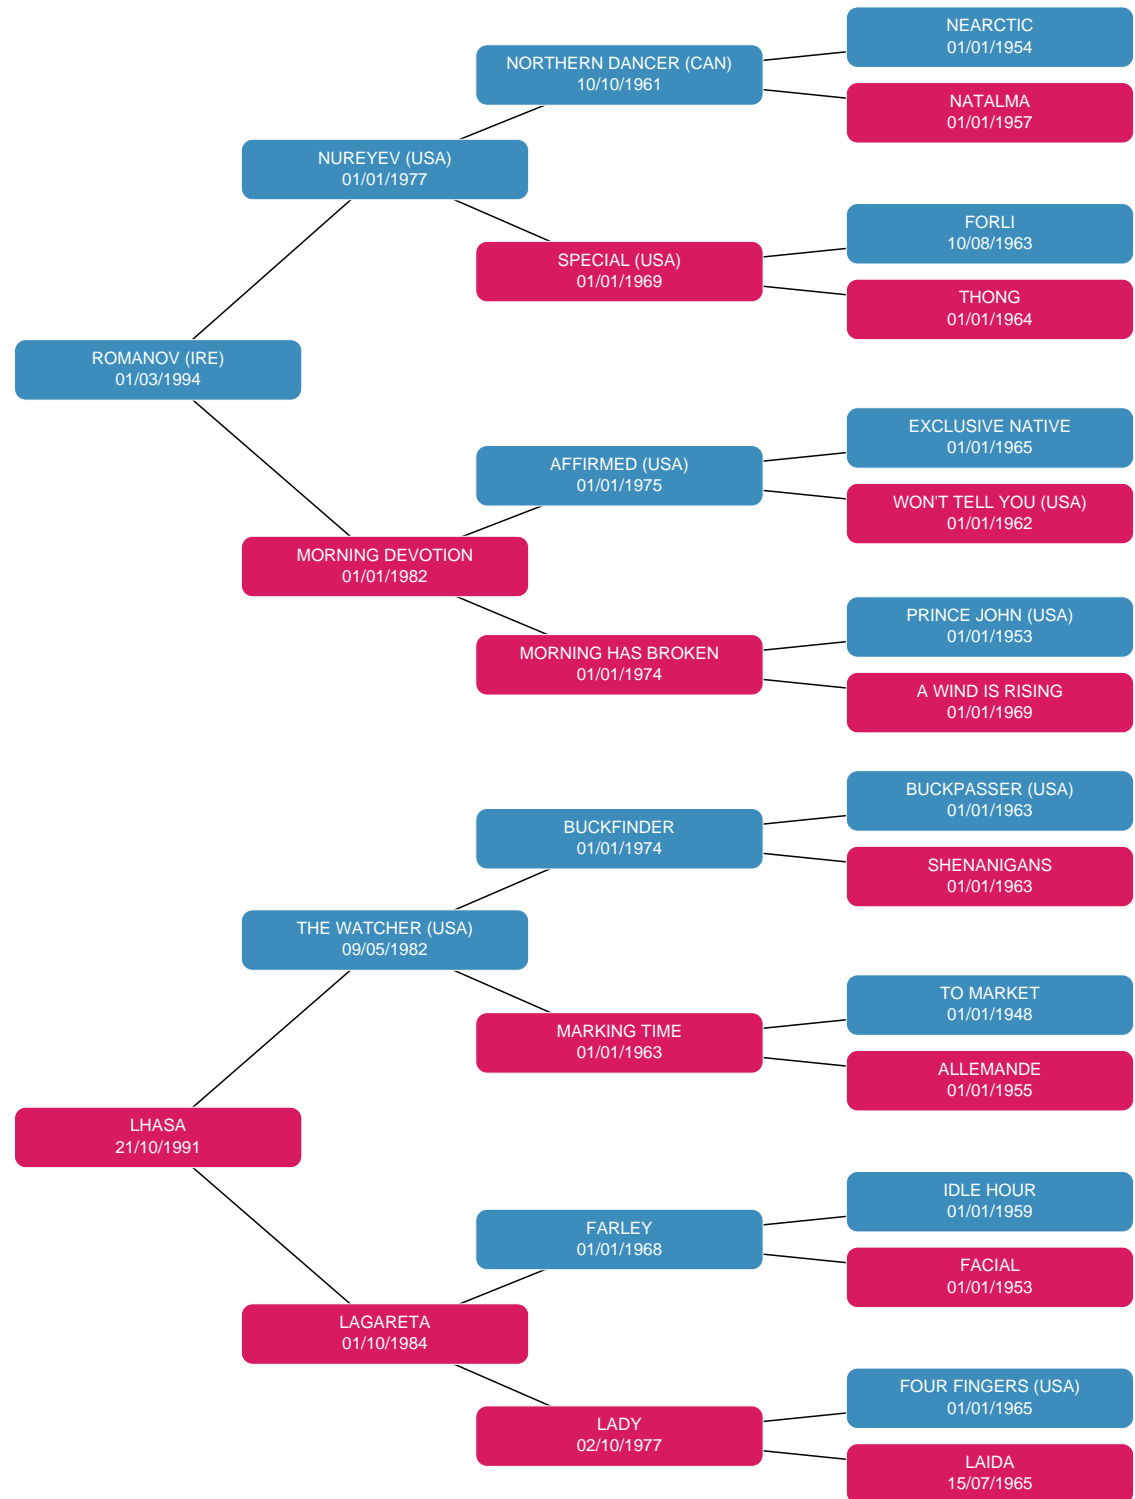 NEARCTIC
01/01/1954
NORTHERN DANCER (CAN)
10/10/1961
NATALMA
01/01/1957
NUREYEV (USA)
01/01/1977
FORLI
10/08/1963
SPECIAL (USA)
01/01/1969
THONG
01/01/1964
ROMANOV (IRE)
01/03/1994
EXCLUSIVE NATIVE
01/01/1965
AFFIRMED (USA)
01/01/1975
WON'T TELL YOU (USA)
01/01/1962
MORNING DEVOTION
01/01/1982
PRINCE JOHN (USA)
01/01/1953
MORNING HAS BROKEN
01/01/1974
A WIND IS RISING
01/01/1969
BUCKPASSER (USA)
01/01/1963
BUCKFINDER
01/01/1974
SHENANIGANS
01/01/1963
THE WATCHER (USA)
09/05/1982
TO MARKET
01/01/1948
MARKING TIME
01/01/1963
ALLEMANDE
01/01/1955
LHASA
21/10/1991
IDLE HOUR
01/01/1959
FARLEY
01/01/1968
FACIAL
01/01/1953
LAGARETA
01/10/1984
FOUR FINGERS (USA)
01/01/1965
LADY
02/10/1977
LAIDA
15/07/1965